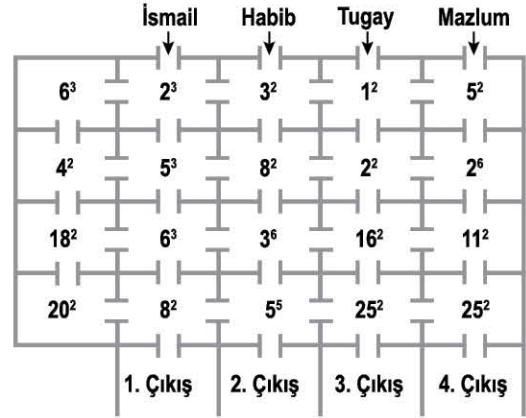 İsmail Habib Tugay Mazlum
6³ 2³ 3² 1² 5²
4² 5³ 8² 2² 2⁶
18² 6³ 3⁶ 16² 11²
20² 8² 5⁵ 25² 25²
1. Çıkış 2. Çıkış 3. Çıkış 4. Çıkış